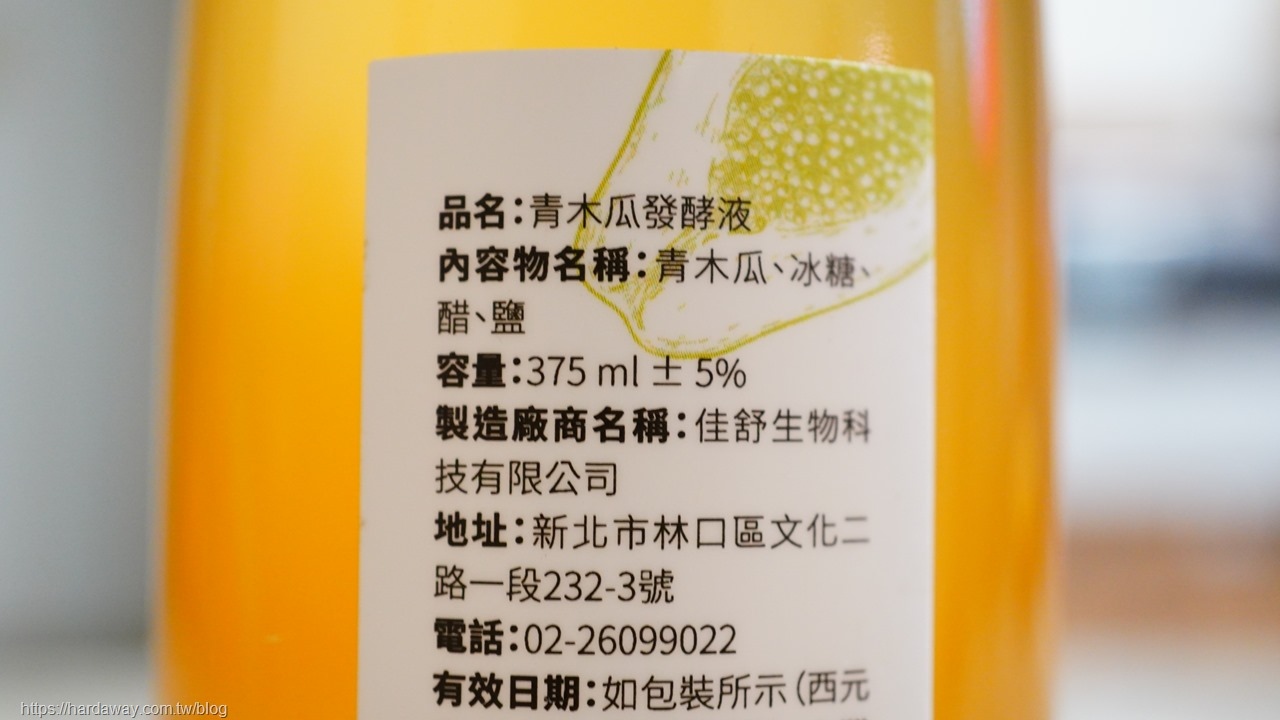 品名：青木瓜發酵液
內容物名稱：青木瓜、冰糖、
醋、鹽
容量：375 ml ± 5%
製造廠商名稱：佳舒生物科
技有限公司
地址：新北市林口區文化二
路一段232-3號
電話：02-26099022
有效日期：如包裝所示（西元
https://hardaway.com.tw/blog